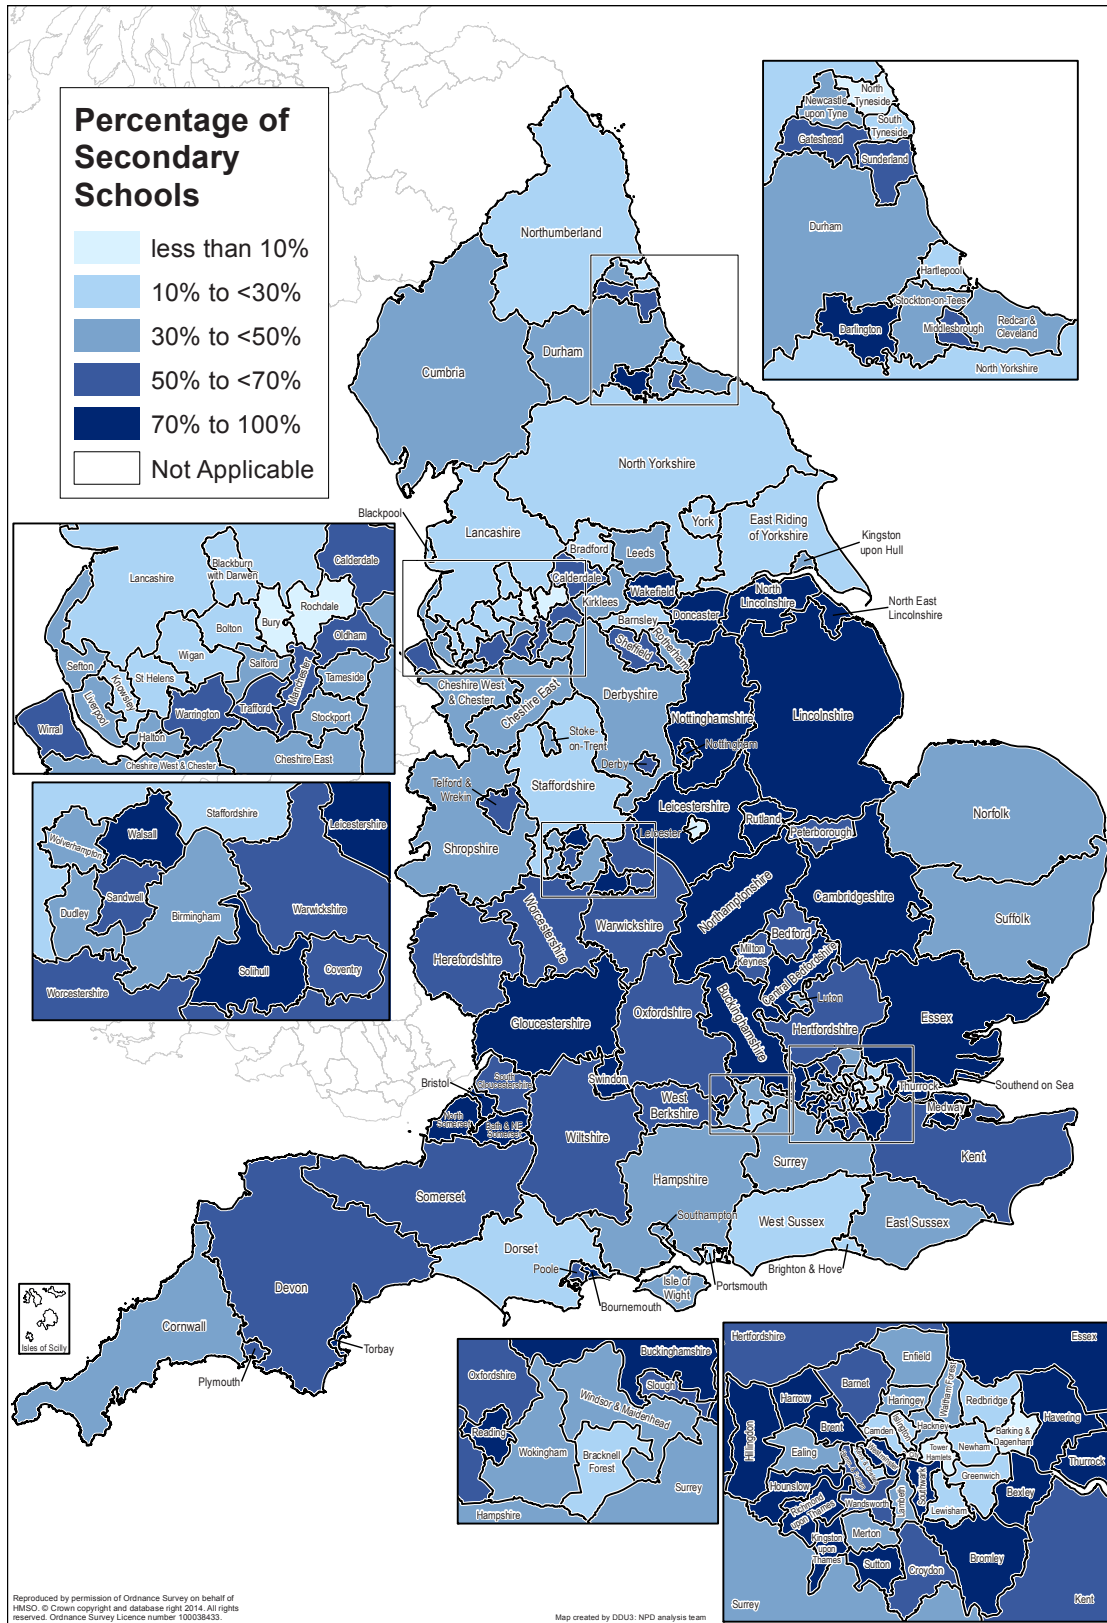 Percentage of
Secondary
Schools
less than 10%
10% to <30%
30% to <50%
50% to <70%
70% to 100%
Not Applicable
North
Tyneside
Newcastle
upon Tyne
South
Tyneside
Gateshead
Sunderland
Durham
Hartlepool
Stockton-on-Tees
Darlington
Middlesbrough
Redcar &
Cleveland
North Yorkshire
Northumberland
Cumbria
Durham
North Yorkshire
Blackpool
Lancashire
York
East Riding
of Yorkshire
Kingston
upon Hull
Bradford
Leeds
Calderdale
Kirklees
Wakefield
Barnsley
Doncaster
North
Lincolnshire
North East
Lincolnshire
Sheffield
Rotherham
Cheshire West
& Chester
Cheshire East
Derbyshire
Nottinghamshire
Lincolnshire
Stoke-
on-Trent
Nottingham
Derby
Staffordshire
Telford &
Wrekin
Leicestershire
Leicester
Rutland
Peterborough
Norfolk
Shropshire
Cambridgeshire
Suffolk
Northamptonshire
Worcestershire
Warwickshire
Herefordshire
Bedford
Milton
Keynes
Central Bedfordshire
Luton
Buckinghamshire
Oxfordshire
Hertfordshire
Essex
Gloucestershire
South
Gloucestershire
Bristol
Swindon
North
Somerset
Bath & NE
Somerset
West
Berkshire
Thurrock
Southend on Sea
Medway
Wiltshire
Kent
Surrey
Hampshire
Somerset
Southampton
West Sussex
East Sussex
Dorset
Poole
Bournemouth
Isle of
Wight
Portsmouth
Brighton & Hove
Devon
Cornwall
Torbay
Plymouth
Isles of Scilly
Lancashire
Blackburn
with Darwen
Calderdale
Rochdale
Bury
Bolton
Oldham
Wigan
Salford
Sefton
St Helens
Manchester
Tameside
Knowsley
Liverpool
Trafford
Warrington
Stockport
Wirral
Halton
Cheshire West & Chester
Cheshire East
Staffordshire
Leicestershire
Walsall
Wolverhampton
Sandwell
Dudley
Birmingham
Warwickshire
Solihull
Coventry
Worcestershire
Buckinghamshire
Oxfordshire
Slough
Windsor & Maidenhead
Reading
Wokingham
Bracknell
Forest
Surrey
Hampshire
Hertfordshire
Essex
Enfield
Barnet
Waltham Forest
Harrow
Haringey
Redbridge
Havering
Brent
Camden
Islington
Hackney
Barking &
Dagenham
Hillingdon
Ealing
Westminster
Tower
Hamlets
Newham
Thurrock
Hounslow
Greenwich
Richmond
upon Thames
Wandsworth
Lambeth
Southwark
Lewisham
Bexley
Merton
Kingston
upon
Thames
Sutton
Croydon
Bromley
Surrey
Kent
Reproduced by permission of Ordnance Survey on behalf of
HMSO. © Crown copyright and database right 2014. All rights
reserved. Ordnance Survey Licence number 100038433.
Map created by DDU3: NPD analysis team